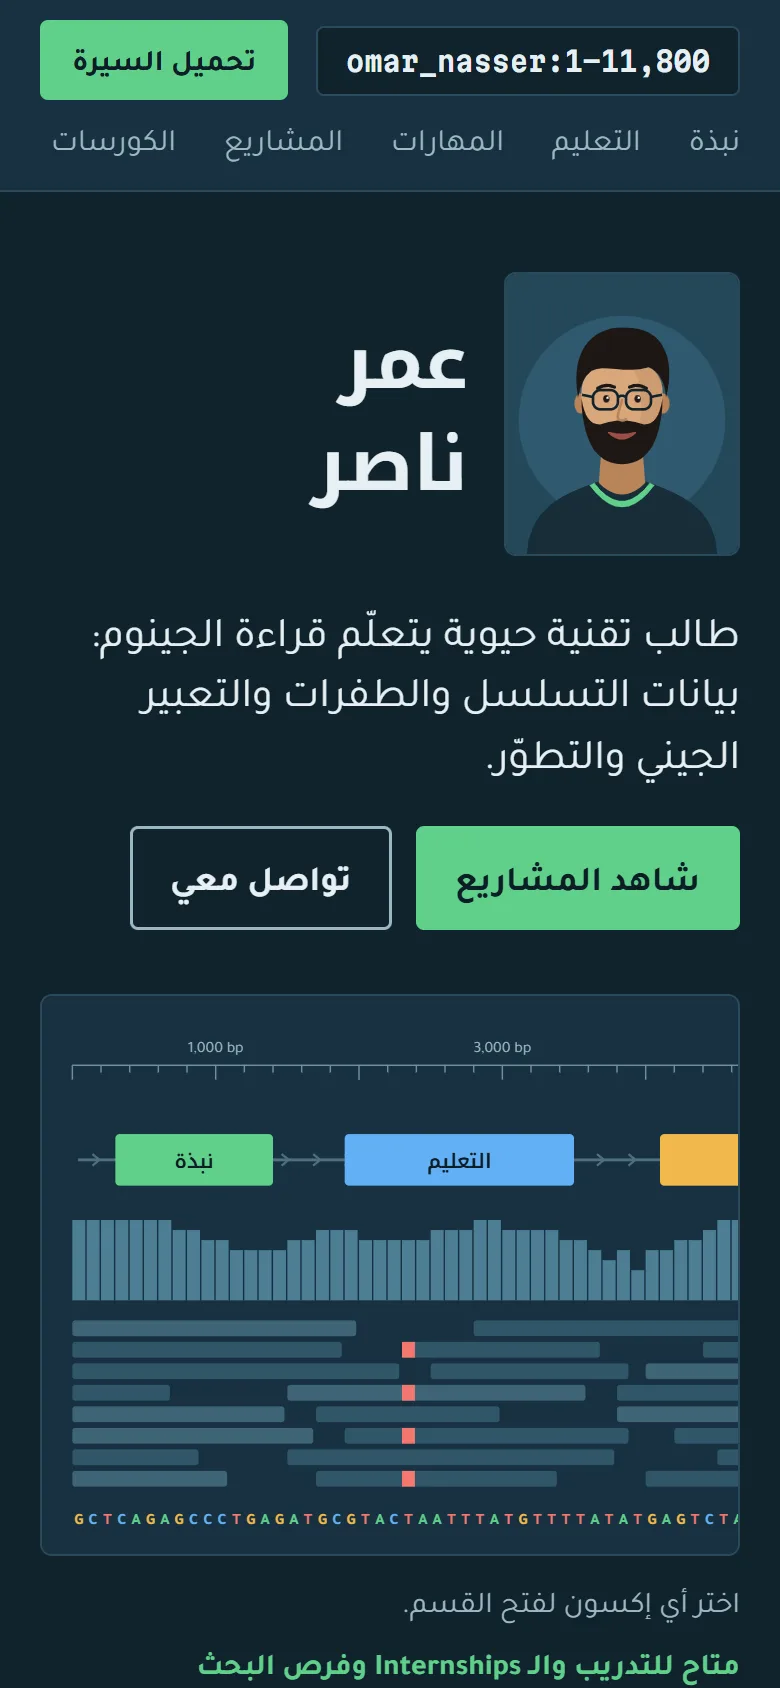 omar_nasser:1–11,800
تحميل السيرة
نبذة التعليم المهارات المشاريع الكورسات
عمر
ناصر
طالب تقنية حيوية يتعلّم قراءة الجينوم:
بيانات التسلسل والطفرات والتعبير
الجيني والتطوّر.
شاهد المشاريع
تواصل معي
1,000 bp 3,000 bp
نبذة التعليم
GCTCAGAGCCCTGAGATGCGTACTAATTTATGTTTTATATGAGTCTA
اختر أي إكسون لفتح القسم.
متاح للتدريب والـ Internships وفرص البحث